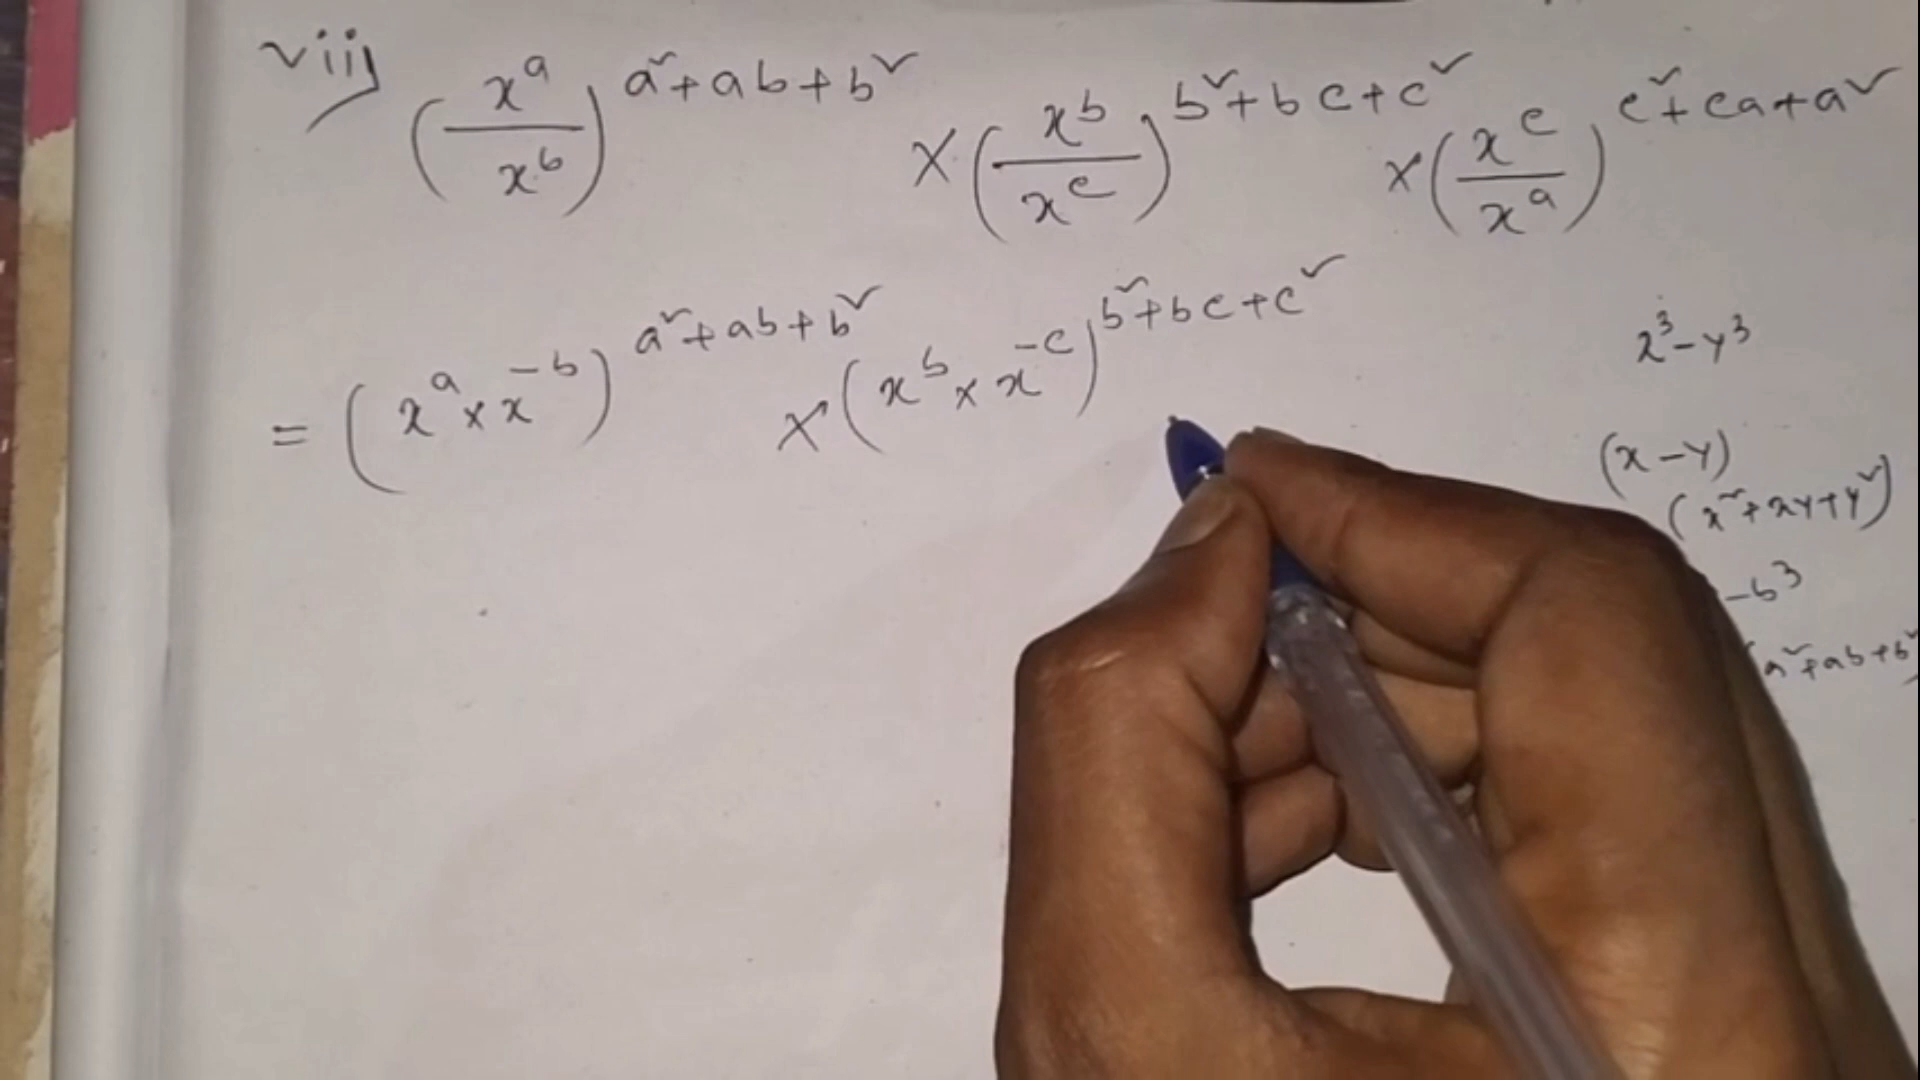 vii) (x^a / x^b)^(a²+ab+b²) × (x^b / x^c)^(b²+bc+c²) × (x^c / x^a)^(c²+ca+a²)
= (x^a × x^-b)^(a²+ab+b²) × (x^b × x^-c)^(b²+bc+c²)
x³-y³
(x-y)
(x²+xy+y²)
-b³
(a²+ab+b²)